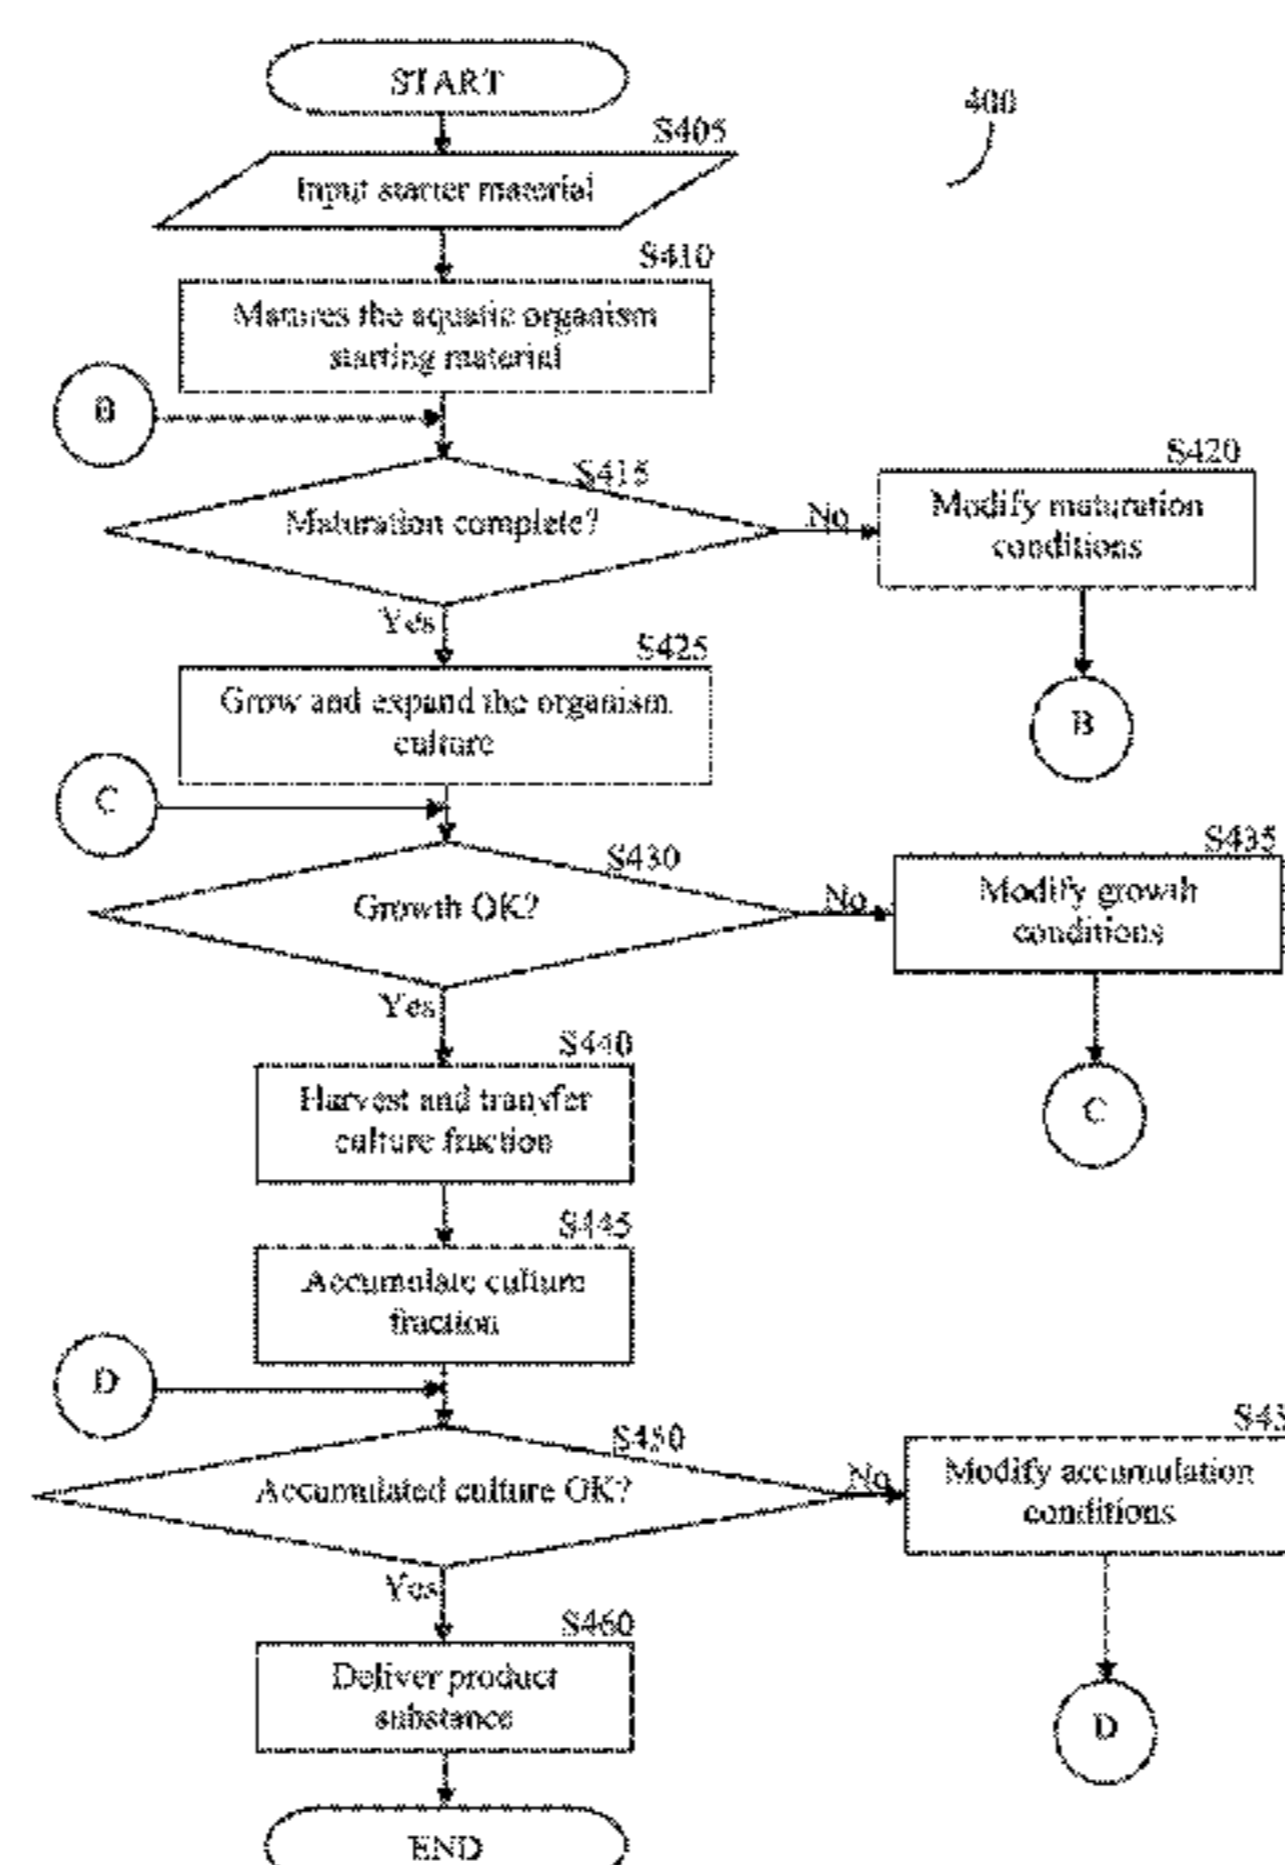 START
400
S405
Input starter material
S410
Matures the aquatic organism
starting material
B
S415
Maturation complete?
No
S420
Modify maturation
conditions
Yes
B
S425
Grow and expand the organism
culture
C
S430
Growth OK?
No
S435
Modify growth
conditions
Yes
C
S440
Harvest and transfer
culture fraction
S445
Accumulate culture
fraction
D
S450
Accumulated culture OK?
No
Modify accumulation
conditions
Yes
D
S460
Deliver product
substance
END